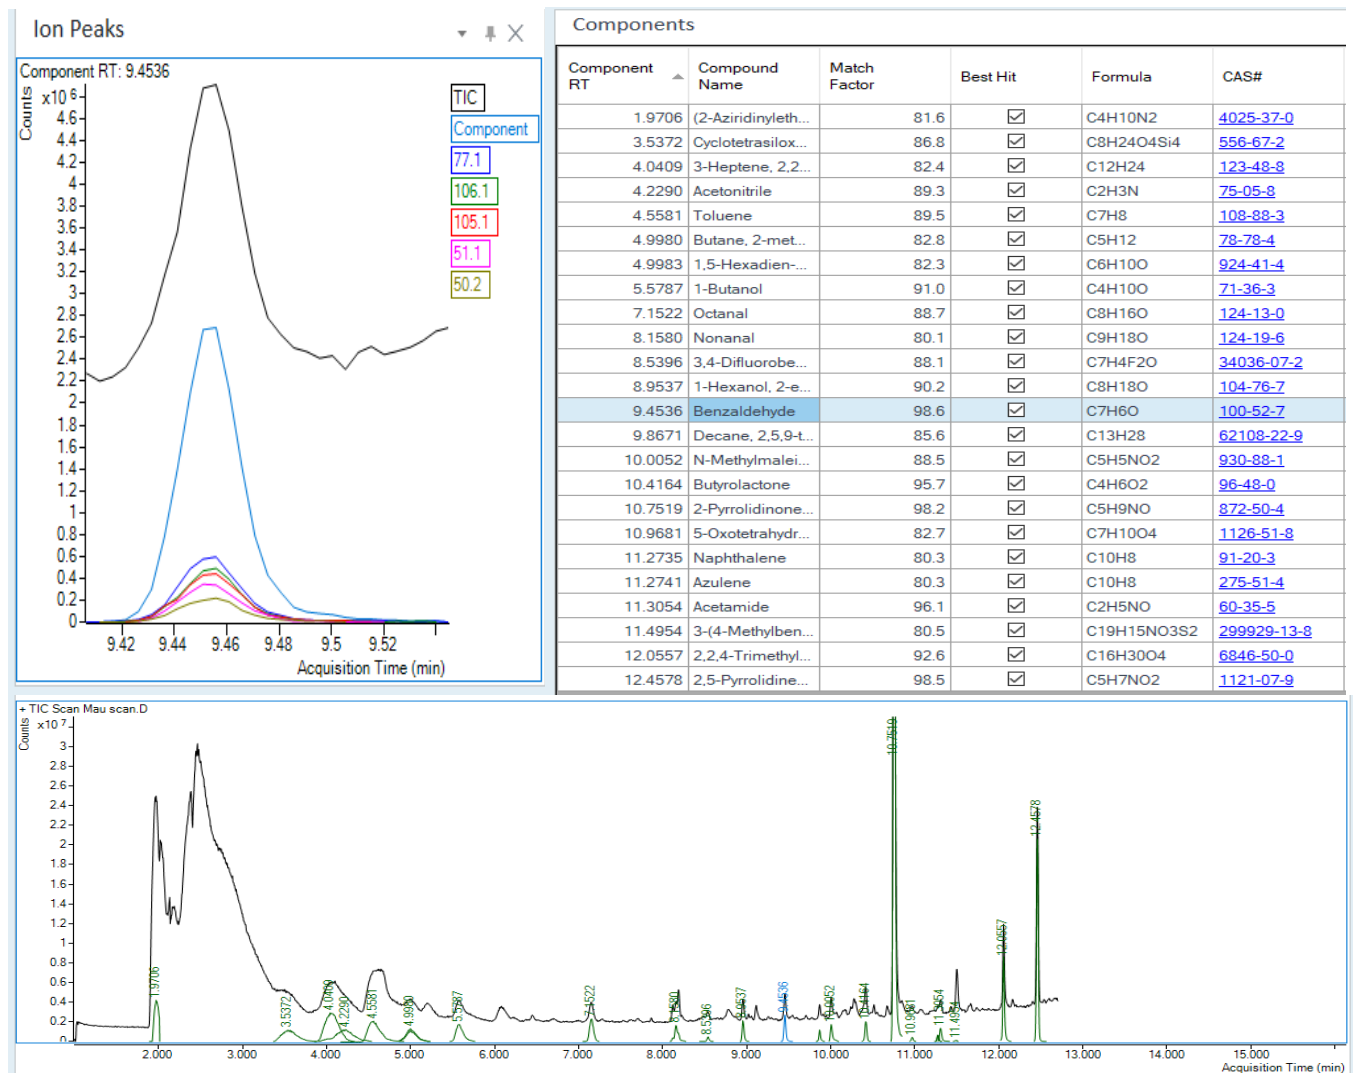 Ion Peaks
Component RT: 9.4536
Counts
x10 6
4.6
4.4
4.2
4
3.8
3.6
3.4
3.2
3
2.8
2.6
2.4
2.2
2
1.8
1.6
1.4
1.2
1
0.8
0.6
0.4
0.2
0
TIC
Component
77.1
106.1
105.1
51.1
50.2
9.42 9.44 9.46 9.48 9.5 9.52
Acquisition Time (min)
Components
Component RT Compound Name Match Factor Best Hit Formula CAS#
1.9706 (2-Aziridinyleth... 81.6 C4H10N2 4025-37-0
3.5372 Cyclotetrasilox... 86.8 C8H24O4Si4 556-67-2
4.0409 3-Heptene, 2,2... 82.4 C12H24 123-48-8
4.2290 Acetonitrile 89.3 C2H3N 75-05-8
4.5581 Toluene 89.5 C7H8 108-88-3
4.9980 Butane, 2-met... 82.8 C5H12 78-78-4
4.9983 1,5-Hexadien-... 82.3 C6H10O 924-41-4
5.5787 1-Butanol 91.0 C4H10O 71-36-3
7.1522 Octanal 88.7 C8H16O 124-13-0
8.1580 Nonanal 80.1 C9H18O 124-19-6
8.5396 3,4-Difluorobe... 88.1 C7H4F2O 34036-07-2
8.9537 1-Hexanol, 2-e... 90.2 C8H18O 104-76-7
9.4536 Benzaldehyde 98.6 C7H6O 100-52-7
9.8671 Decane, 2,5,9-t... 85.6 C13H28 62108-22-9
10.0052 N-Methylmalei... 88.5 C5H5NO2 930-88-1
10.4164 Butyrolactone 95.7 C4H6O2 96-48-0
10.7519 2-Pyrrolidinone... 98.2 C5H9NO 872-50-4
10.9681 5-Oxotetrahydr... 82.7 C7H10O4 1126-51-8
11.2735 Naphthalene 80.3 C10H8 91-20-3
11.2741 Azulene 80.3 C10H8 275-51-4
11.3054 Acetamide 96.1 C2H5NO 60-35-5
11.4954 3-(4-Methylben... 80.5 C19H15NO3S2 299929-13-8
12.0557 2,2,4-Trimethyl... 92.6 C16H30O4 6846-50-0
12.4578 2,5-Pyrrolidine... 98.5 C5H7NO2 1121-07-9
+ TIC Scan Mau scan.D
Counts
x10 7
3
2.8
2.6
2.4
2.2
2
1.8
1.6
1.4
1.2
1
0.8
0.6
0.4
0.2
0
1.9706
3.5372
4.0409
4.2290
4.5581
4.9980
5.5787
7.1522
8.1580
8.5396
8.9537
9.4536
10.0052
10.4164
10.7519
10.9681
11.3054
11.4954
12.0557
12.4578
2.000 3.000 4.000 5.000 6.000 7.000 8.000 9.000 10.000 11.000 12.000 13.000 14.000 15.000
Acquisition Time (min)